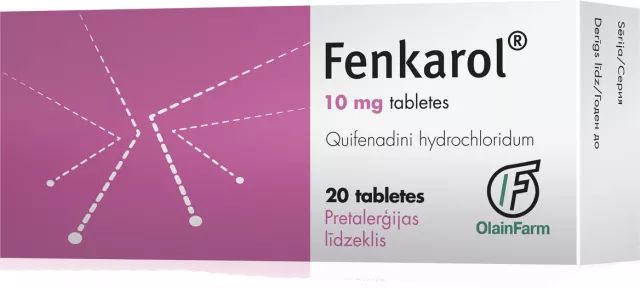 Fenkarol®
10 mg tabletes
Quifenadini hydrochloridum
20 tabletes
Pretalerģijas
līdzeklis
OlainFarm
Sērija/Серия
Derīgs līdz/Годен до